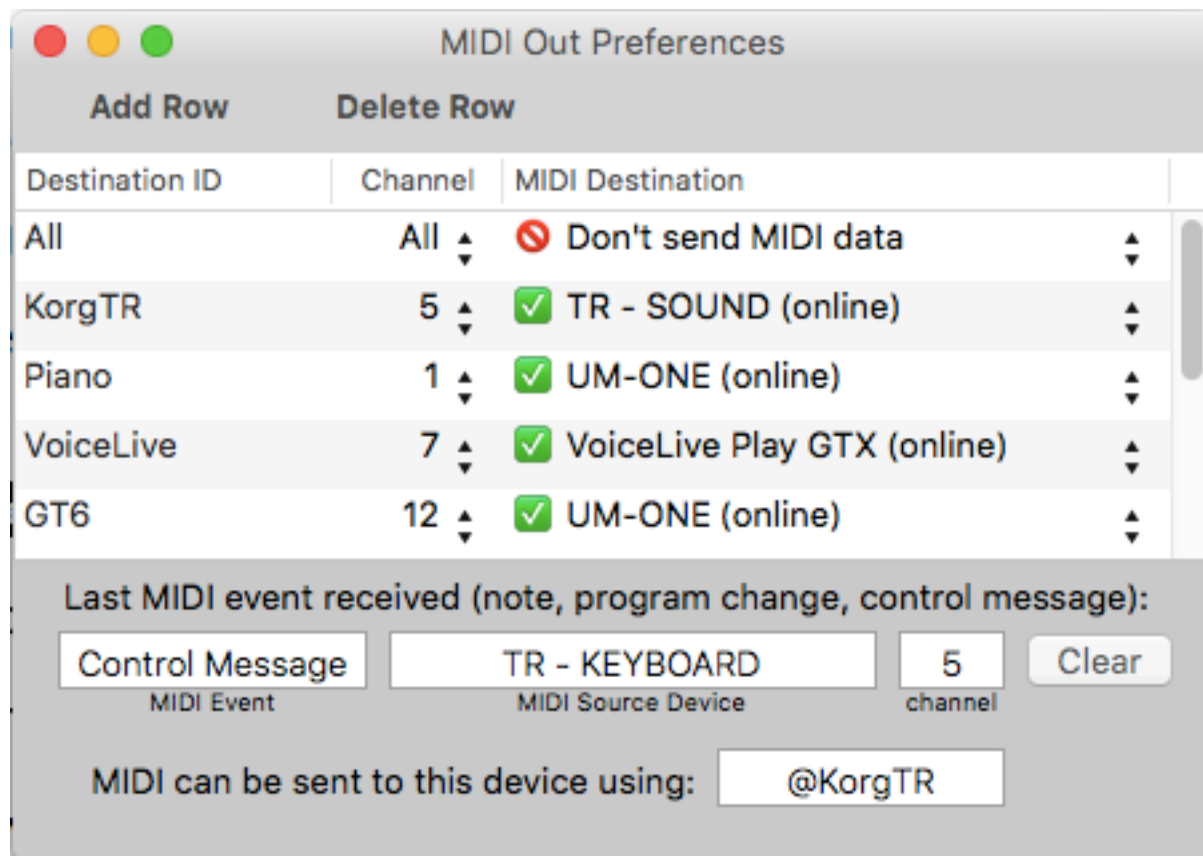 MIDI Out Preferences
Add Row Delete Row
Destination ID Channel MIDI Destination
All All Don't send MIDI data
KorgTR 5 TR - SOUND (online)
Piano 1 UM-ONE (online)
VoiceLive 7 VoiceLive Play GTX (online)
GT6 12 UM-ONE (online)
Last MIDI event received (note, program change, control message):
Control Message TR - KEYBOARD 5 Clear
MIDI Event MIDI Source Device channel
MIDI can be sent to this device using: @KorgTR